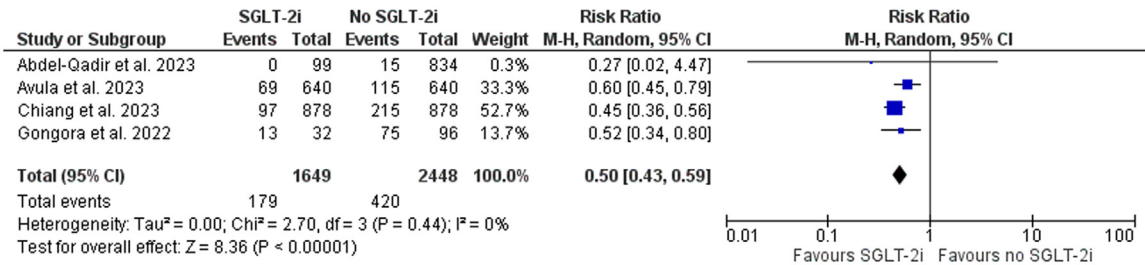 SGLT-2i No SGLT-2i Risk Ratio Risk Ratio
Study or Subgroup Events Total Events Total Weight M-H, Random, 95% CI M-H, Random, 95% CI
Abdel-Qadir et al. 2023 0 99 15 834 0.3% 0.27 [0.02, 4.47]
Avula et al. 2023 69 640 115 640 33.3% 0.60 [0.45, 0.79]
Chiang et al. 2023 97 878 215 878 52.7% 0.45 [0.36, 0.56]
Gongora et al. 2022 13 32 75 96 13.7% 0.52 [0.34, 0.80]
Total (95% CI) 1649 2448 100.0% 0.50 [0.43, 0.59]
Total events 179 420
Heterogeneity: Tau² = 0.00; Chi² = 2.70, df = 3 (P = 0.44); I² = 0%
Test for overall effect: Z = 8.36 (P < 0.00001)
0.01 0.1 1 10 100
Favours SGLT-2i Favours no SGLT-2i